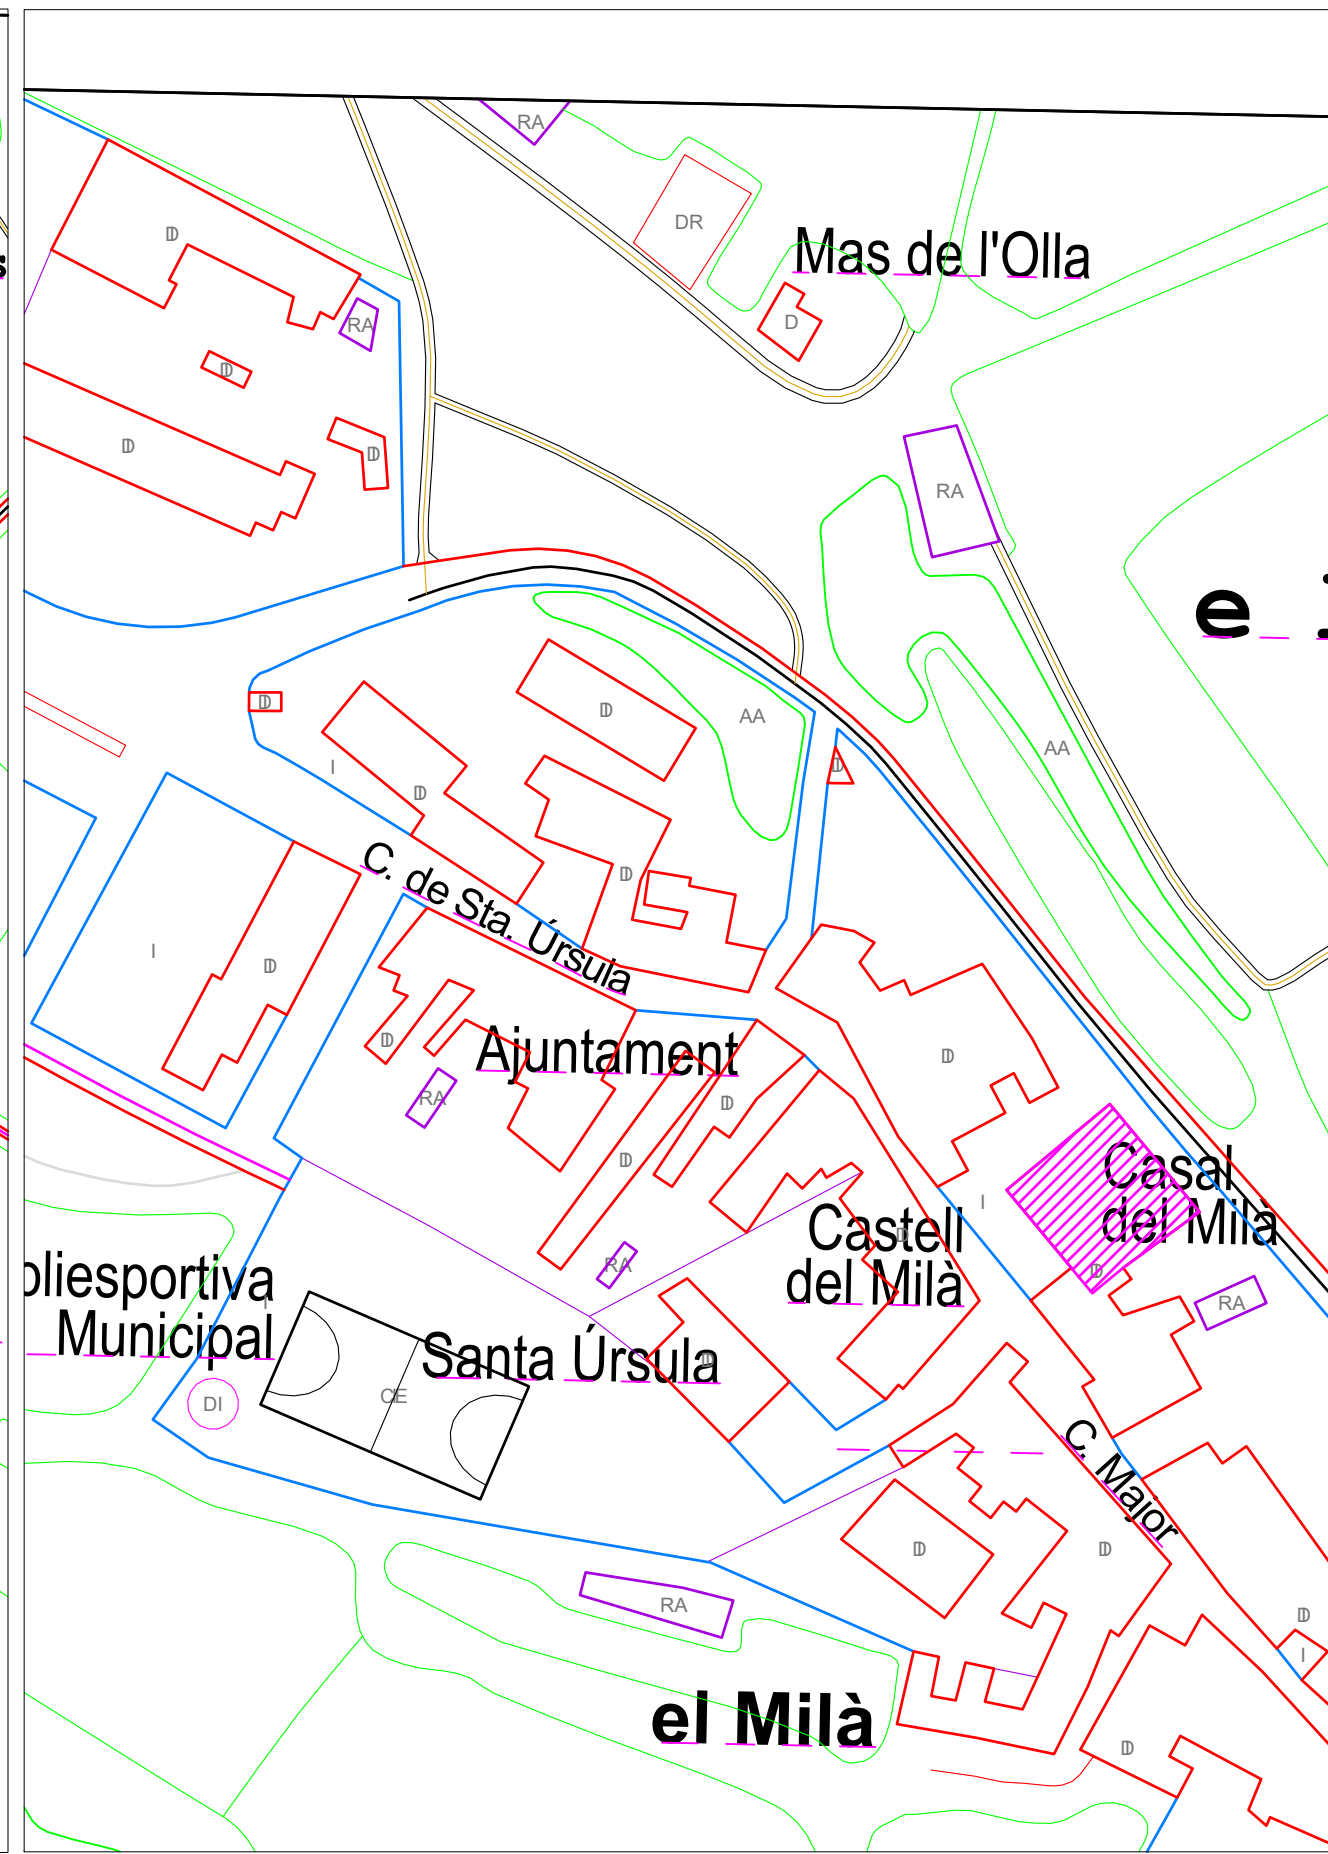 RA
DR
D
Mas de l'Olla
RA
D
D
D
D
RA
e
D
D
AA
I
D
D
AA
D
C. de Sta. Úrsula
I
D
D
Ajuntament
D
RA
D
D
D
I
Casal
del Milà
Castell
del Milà
D
D
RA
RA
oliesportiva
Municipal
I
Santa Úrsula
D
DI
CE
C. Major
D
D
RA
D
I
el Milà
D